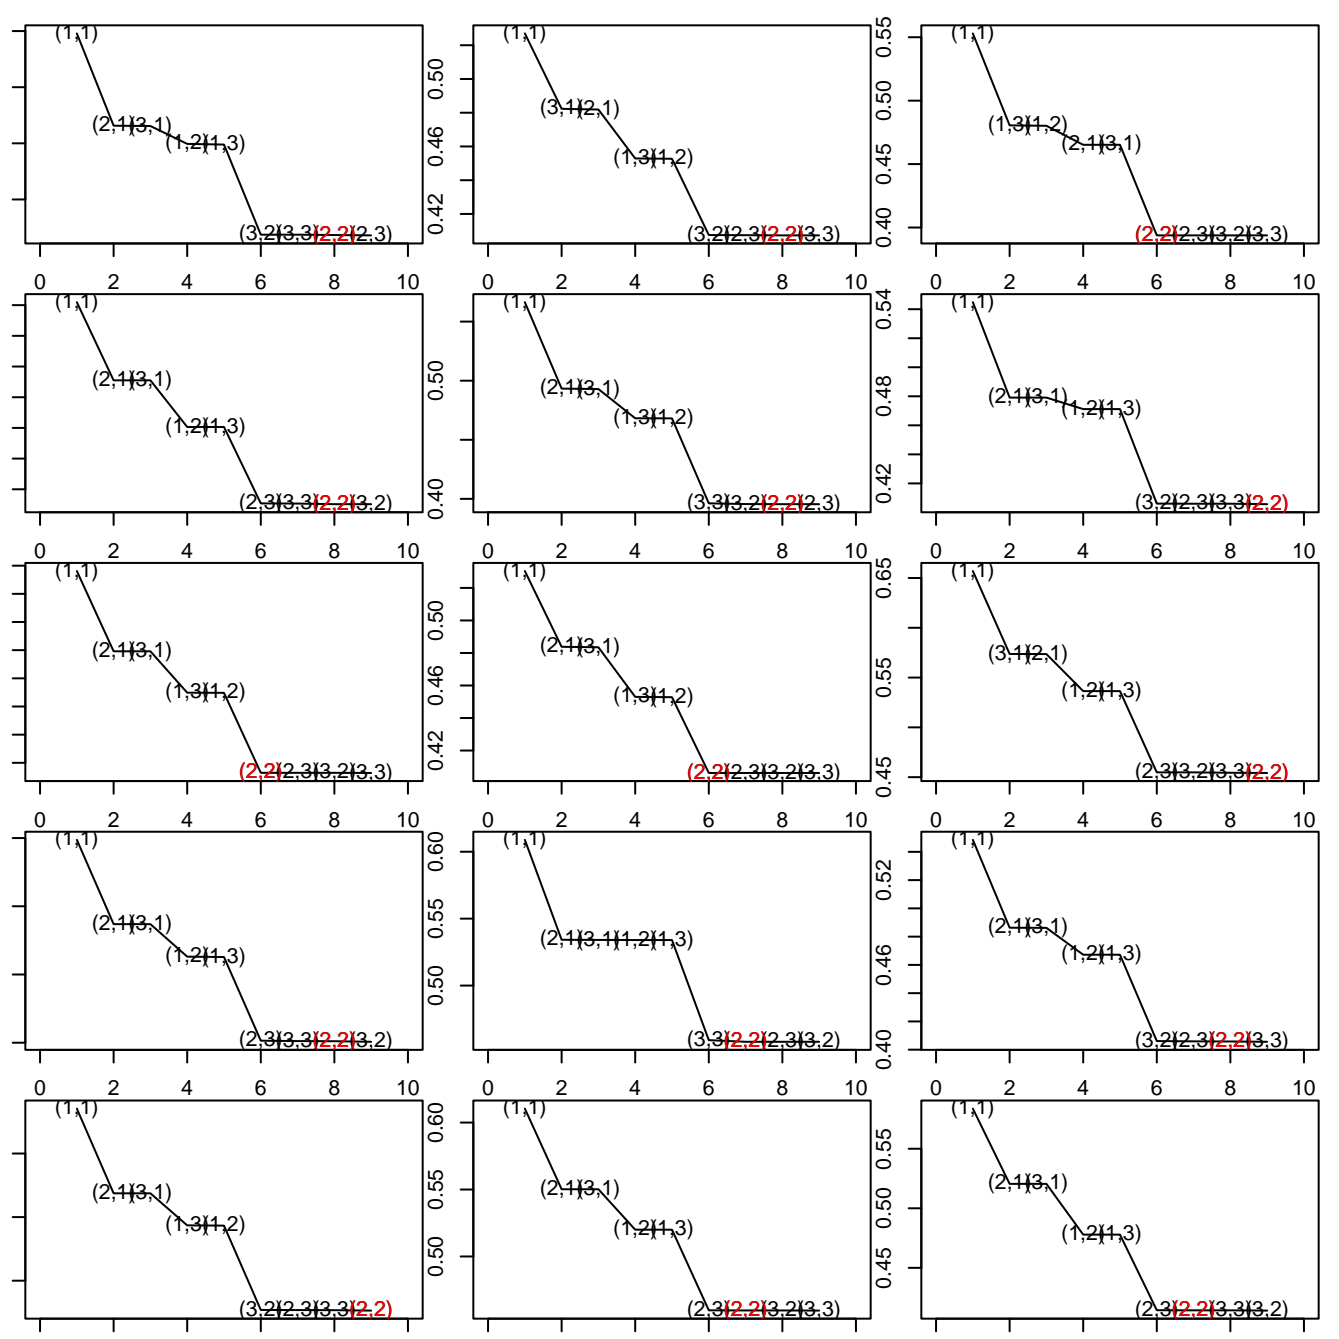 (1,1) (1,1) (1,1)
0.50 0.55
(2,1) (3,1) (3,1) (2,1) (1,3) (1,2) 0.50
(1,2) (1,3) 0.46 (1,3) (1,2) (2,1) (3,1) 0.45
(3,2) (3,3) (2,2) (2,3) 0.42 (3,2) (2,3) (2,2) (3,3) 0.40 (2,2) (2,3) (3,2) (3,3)
0 2 4 6 8 10 0 2 4 6 8 10 0 2 4 6 8 10
(1,1) (1,1) (1,1)
0.54
(2,1) (3,1) 0.50 (2,1) (3,1) 0.48 (2,1) (3,1)
(1,2) (1,3) (1,3) (1,2) (1,2) (1,3)
(2,3) (3,3) (2,2) (3,2) 0.40 (3,3) (3,2) (2,2) (2,3) 0.42 (3,2) (2,3) (3,3) (2,2)
0 2 4 6 8 10 0 2 4 6 8 10 0 2 4 6 8 10
(1,1) (1,1) (1,1)
0.50 0.65
(2,1) (3,1) (2,1) (3,1) (3,1) (2,1)
(1,3) (1,2) 0.46 (1,3) (1,2) 0.55 (1,2) (1,3)
(2,2) (2,3) (3,2) (3,3) 0.42 (2,2) (2,3) (3,2) (3,3) 0.45 (2,3) (3,2) (3,3) (2,2)
0 2 4 6 8 10 0 2 4 6 8 10 0 2 4 6 8 10
(1,1) (1,1) (1,1)
0.60 0.52
(2,1) (3,1) 0.55 (2,1) (3,1) (1,2) (1,3) (2,1) (3,1)
(1,2) (1,3) 0.50 0.46 (1,2) (1,3)
(2,3) (3,3) (2,2) (3,2) (3,3) (2,2) (2,3) (3,2) 0.40 (3,2) (2,3) (2,2) (3,3)
0 2 4 6 8 10 0 2 4 6 8 10 0 2 4 6 8 10
(1,1) (1,1) (1,1)
0.60 0.55
(2,1) (3,1) 0.55 (2,1) (3,1) (2,1) (3,1)
(1,3) (1,2) 0.50 (1,2) (1,3) 0.50 (1,2) (1,3)
(3,2) (2,3) (3,3) (2,2) (2,3) (2,2) (3,2) (3,3) 0.45 (2,3) (2,2) (3,3) (3,2)